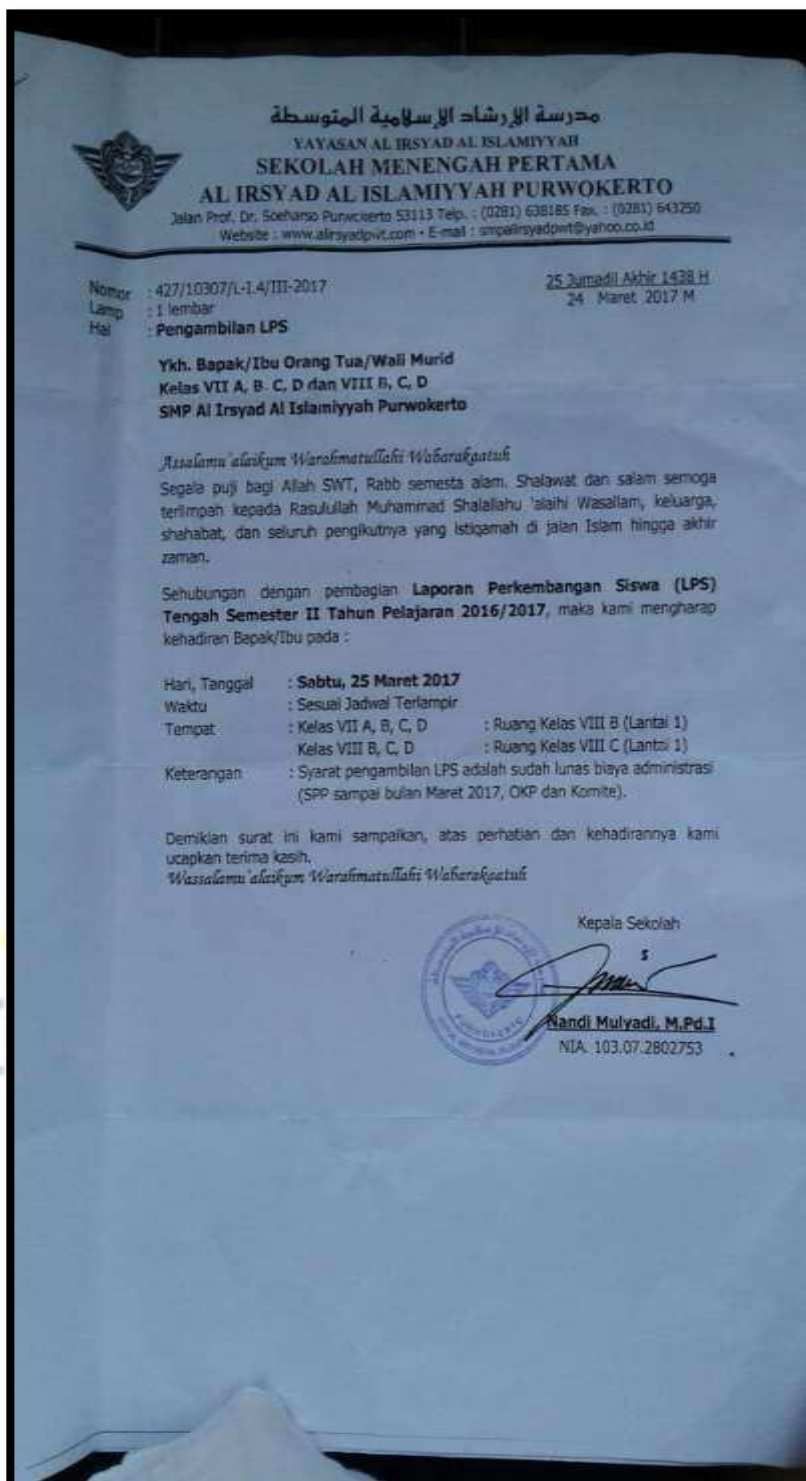 مدرسة الإرشاد الإسلامية المتوسطة
YAYASAN AL IRSYAD AL ISLAMIYYAH
SEKOLAH MENENGAH PERTAMA
AL IRSYAD AL ISLAMIYYAH PURWOKERTO
Jalan Prof. Dr. Soeharso Purwokerto 53113 Telp. : (0281) 638185 Fax. : (0281) 643250
Website : www.alirsyadpwt.com • E-mail : smpalirsyadpwt@yahoo.co.id
Nomor : 427/10307/L-I.4/III-2017 25 Jumadil Akhir 1438 H
Lamp : 1 lembar 24 Maret 2017 M
Hal : Pengambilan LPS
Ykh. Bapak/Ibu Orang Tua/Wali Murid
Kelas VII A, B, C, D dan VIII B, C, D
SMP Al Irsyad Al Islamiyyah Purwokerto
Assalamu'alaikum Warahmatullahi Wabarakaatuh
Segala puji bagi Allah SWT, Rabb semesta alam. Shalawat dan salam semoga
terlimpah kepada Rasulullah Muhammad Shalallahu 'alaihi Wasallam, keluarga,
shahabat, dan seluruh pengikutnya yang istiqamah di jalan Islam hingga akhir
zaman.
Sehubungan dengan pembagian Laporan Perkembangan Siswa (LPS)
Tengah Semester II Tahun Pelajaran 2016/2017, maka kami mengharap
kehadiran Bapak/Ibu pada :
Hari, Tanggal : Sabtu, 25 Maret 2017
Waktu : Sesuai Jadwal Terlampir
Tempat : Kelas VII A, B, C, D : Ruang Kelas VIII B (Lantai 1)
Kelas VIII B, C, D : Ruang Kelas VIII C (Lantai 1)
Keterangan : Syarat pengambilan LPS adalah sudah lunas biaya administrasi
(SPP sampai bulan Maret 2017, OKP dan Komite).
Demikian surat ini kami sampaikan, atas perhatian dan kehadirannya kami
ucapkan terima kasih.
Wassalamu'alaikum Warahmatullahi Wabarakaatuh
Kepala Sekolah
PURWOKERTO
Nandi Mulyadi, M.Pd.I
NIA. 103.07.2802753